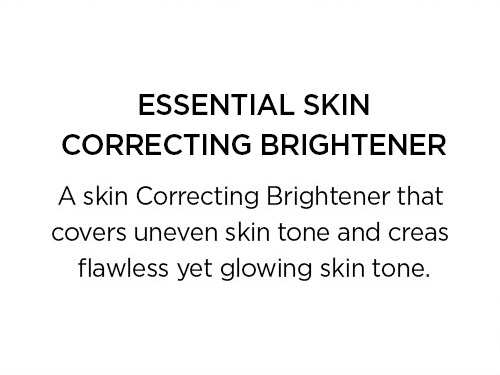 ESSENTIAL SKIN
CORRECTING BRIGHTENER
A skin Correcting Brightener that
covers uneven skin tone and creas
flawless yet glowing skin tone.